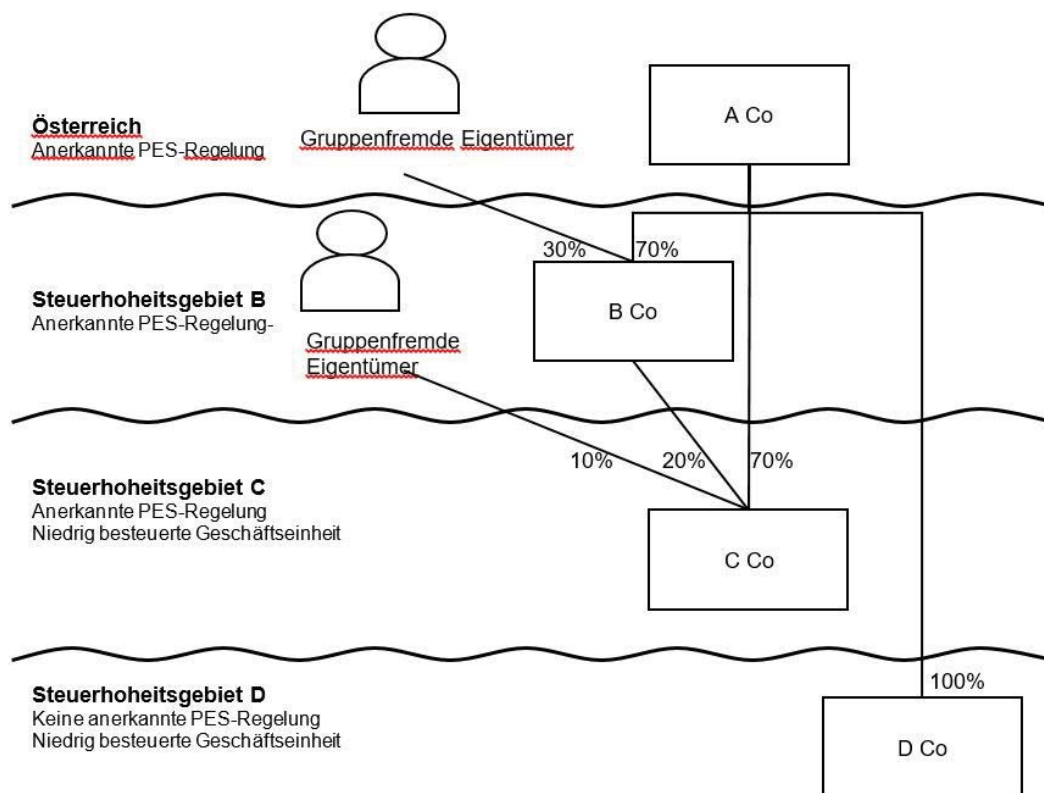 A Co
Österreich
Anerkannte PES-Regelung
Gruppenfremde Eigentümer
30%
70%
Steuerhoheitsgebiet B
Anerkannte PES-Regelung-
B Co
Gruppenfremde
Eigentümer
10%
20%
70%
Steuerhoheitsgebiet C
Anerkannte PES-Regelung
Niedrig besteuerte Geschäftseinheit
C Co
100%
Steuerhoheitsgebiet D
Keine anerkannte PES-Regelung
Niedrig besteuerte Geschäftseinheit
D Co